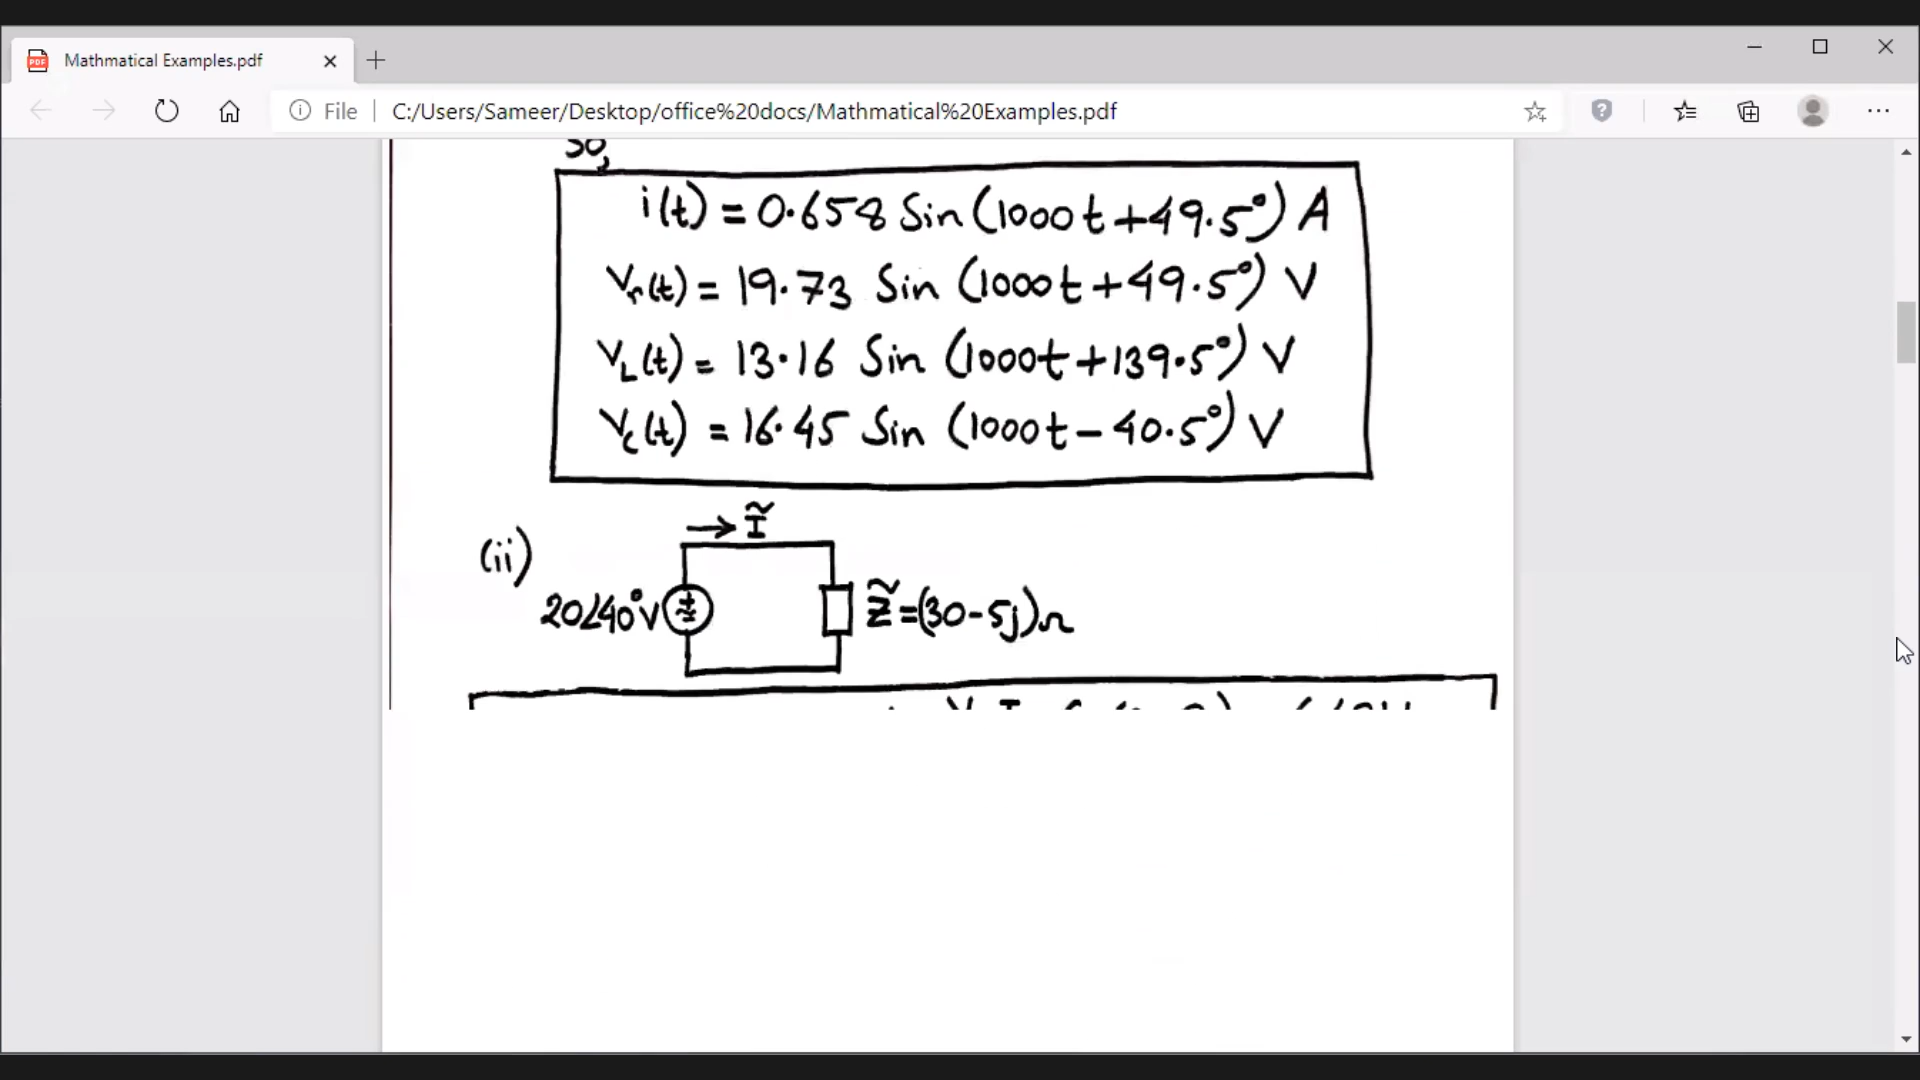 Mathmatical Examples.pdf
File C:/Users/Sameer/Desktop/office%20docs/Mathmatical%20Examples.pdf
So,
i(t) = 0.658 Sin (1000t + 49.5°) A
Vr(t) = 19.73 Sin (1000t + 49.5°) V
VL(t) = 13.16 Sin (1000t + 139.5°) V
Vc(t) = 16.45 Sin (1000t - 40.5°) V
(ii)
Ĩ
20∠40°V
Z̃ = (30 - 5j) Ω